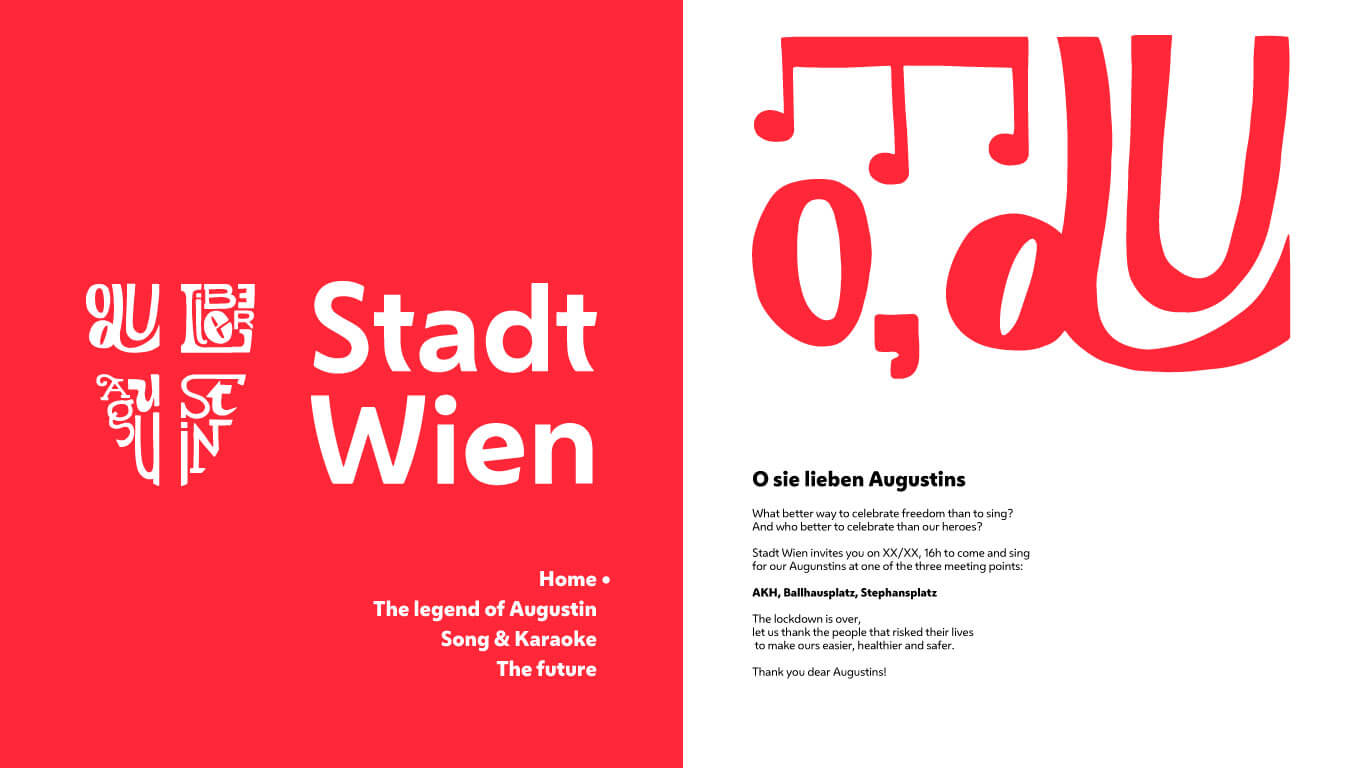 O dU
liBER
AUGU
Stin
Stadt
Wien
Home •
The legend of Augustin
Song & Karaoke
The future
O, dU
O sie lieben Augustins
What better way to celebrate freedom than to sing?
And who better to celebrate than our heroes?
Stadt Wien invites you on XX/XX, 16h to come and sing
for our Augunstins at one of the three meeting points:
AKH, Ballhausplatz, Stephansplatz
The lockdown is over,
let us thank the people that risked their lives
to make ours easier, healthier and safer.
Thank you dear Augustins!